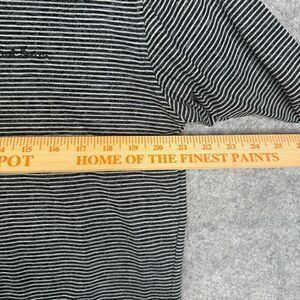 15 16 17 18 19 20 21 22 23 24 25
POT HOME OF THE FINEST PAINTS